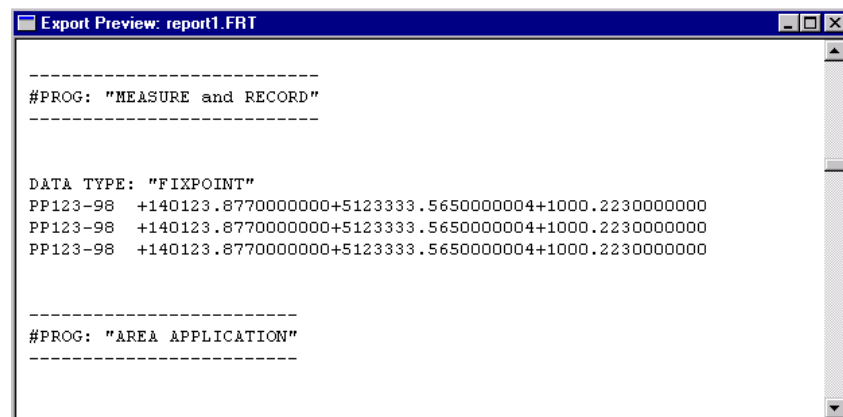 Export Preview: report1.FRT
---------------------------
#PROG: "MEASURE and RECORD"
---------------------------
DATA TYPE: "FIXPOINT"
PP123-98  +140123.8770000000+5123333.5650000004+1000.2230000000
PP123-98  +140123.8770000000+5123333.5650000004+1000.2230000000
PP123-98  +140123.8770000000+5123333.5650000004+1000.2230000000
-------------------------
#PROG: "AREA APPLICATION"
-------------------------